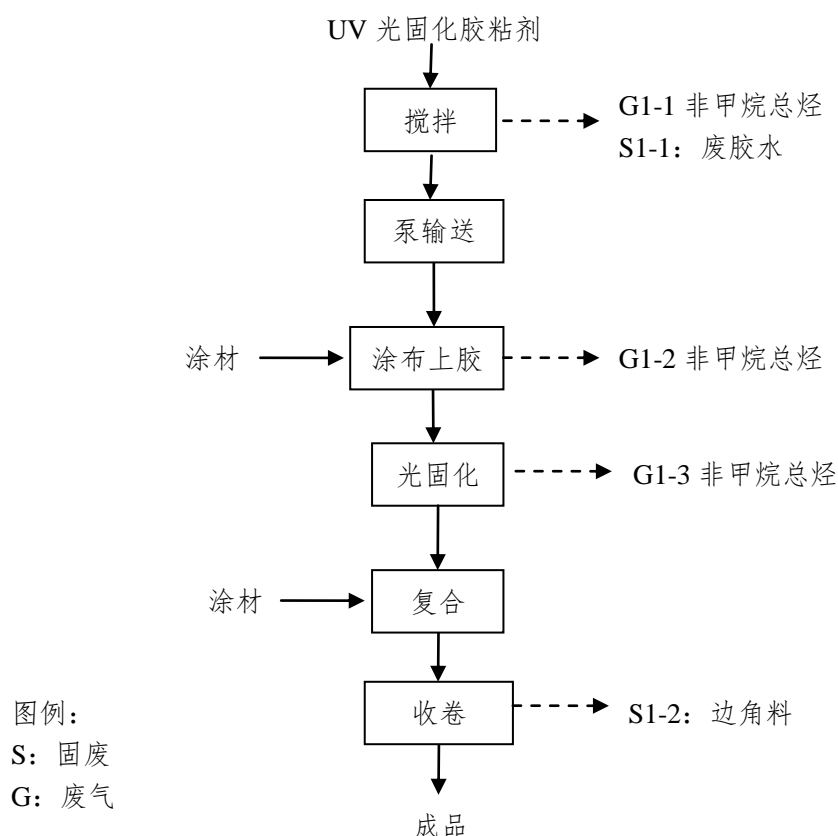 UV 光固化胶粘剂
搅拌
G1-1 非甲烷总烃
S1-1：废胶水
泵输送
涂材
涂布上胶
G1-2 非甲烷总烃
光固化
G1-3 非甲烷总烃
涂材
复合
收卷
S1-2：边角料
图例：
S：固废
G：废气
成品